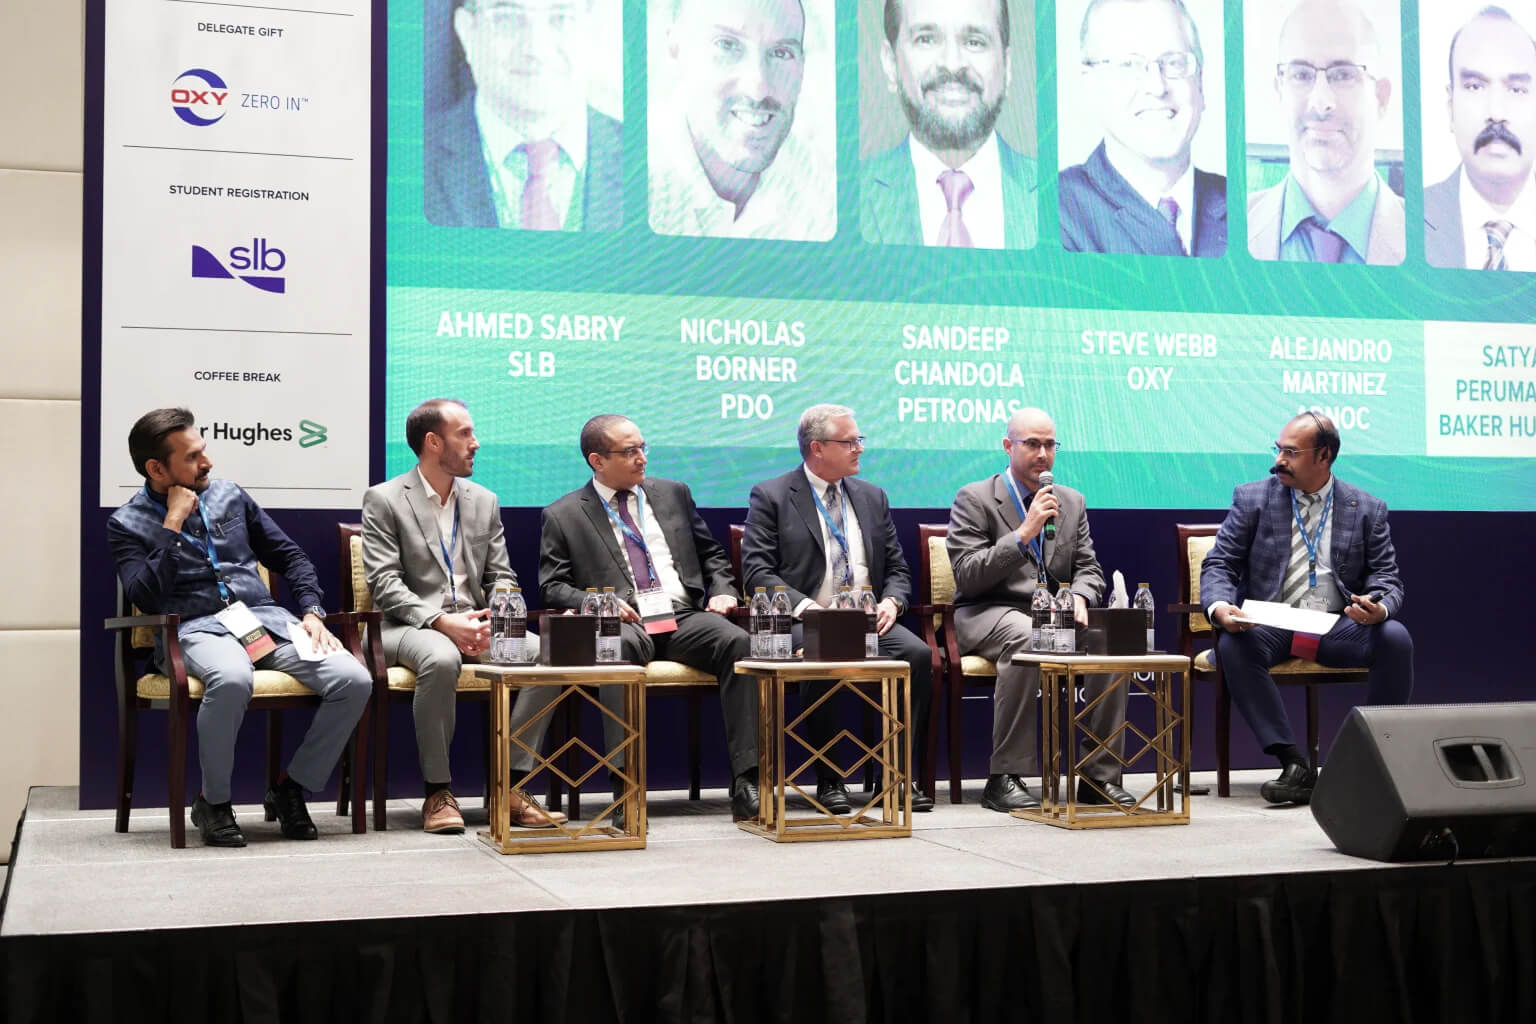 DELEGATE GIFT
OXY ZERO IN™
STUDENT REGISTRATION
slb
COFFEE BREAK
Hughes
AHMED SABRY
SLB
NICHOLAS
BORNER
PDO
SANDEEP
CHANDOLA
PETRONAS
STEVE WEBB
OXY
ALEJANDRO
MARTINEZ
SATYA
PERUMA
BAKER HU